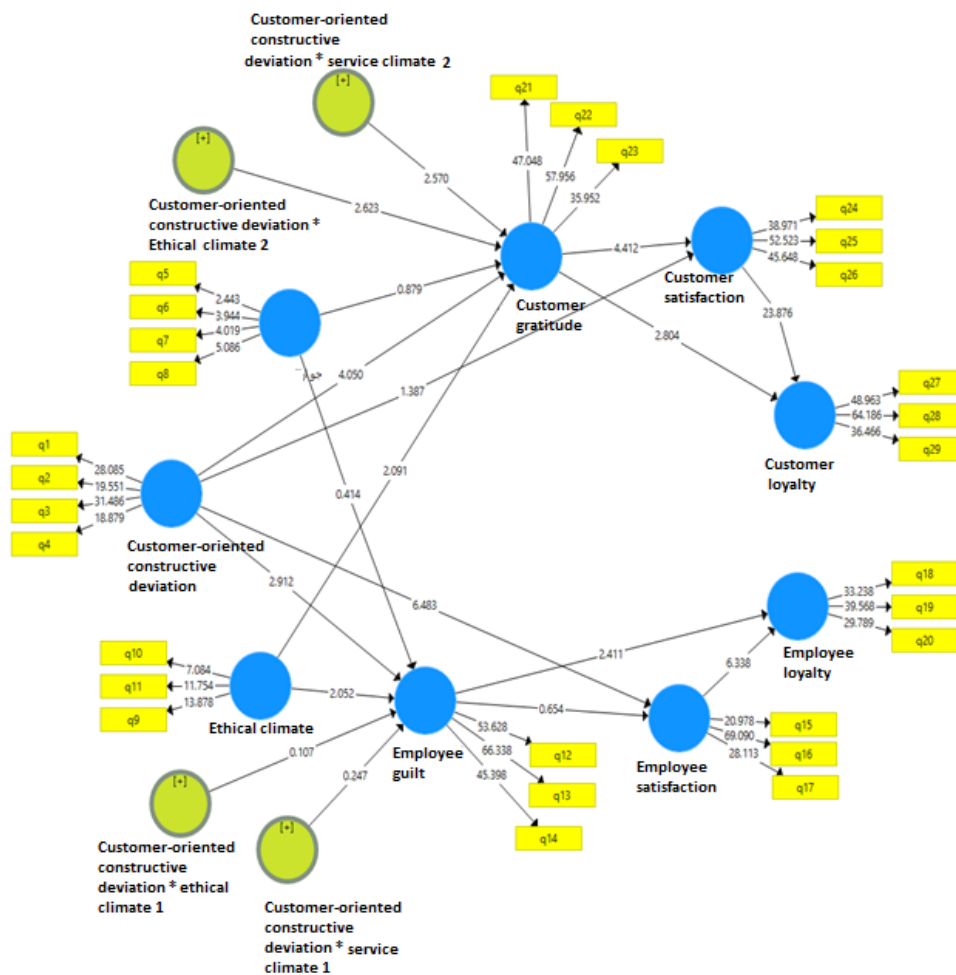 Customer-oriented
constructive
deviation * service climate 2
[+]
[+]
q21
q22
q23
47.048
57.956
35.952
2.570
2.623
Customer-oriented
constructive deviation *
Ethical climate 2
q24
q25
q26
38.971
52.523
45.648
4.412
Customer
satisfaction
q5
q6
q7
q8
2.443
3.944
4.019
5.086
0.879
Customer
gratitude
23.876
2.804
4.050
1.387
q27
q28
q29
48.963
64.186
36.466
Customer
loyalty
q1
q2
q3
q4
28.085
19.551
31.486
18.879
2.091
0.414
Customer-oriented
constructive
deviation
2.912
6.483
q18
q19
q20
33.238
39.568
29.789
Employee
loyalty
q10
q11
q9
7.084
11.754
13.878
2.411
6.338
Ethical climate
2.052
0.654
Employee
guilt
53.628
66.338
45.398
q12
q13
q14
20.978
69.090
28.113
q15
q16
q17
Employee
satisfaction
0.107
0.247
[+]
[+]
Customer-oriented
constructive
deviation * ethical
climate 1
Customer-oriented
constructive
deviation * service
climate 1